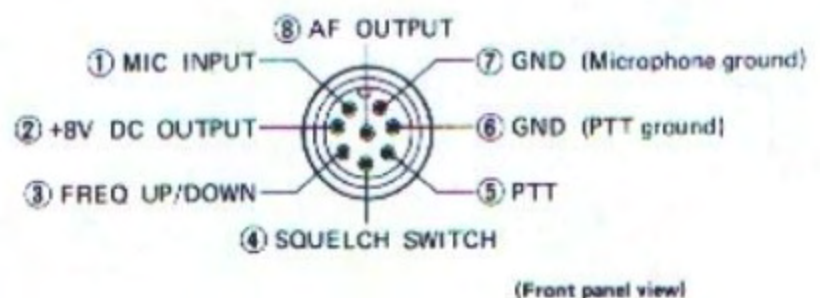 ⑧ AF OUTPUT
① MIC INPUT
⑦ GND (Microphone ground)
② +8V DC OUTPUT
⑥ GND (PTT ground)
③ FREQ UP/DOWN
⑤ PTT
④ SQUELCH SWITCH
(Front panel view)